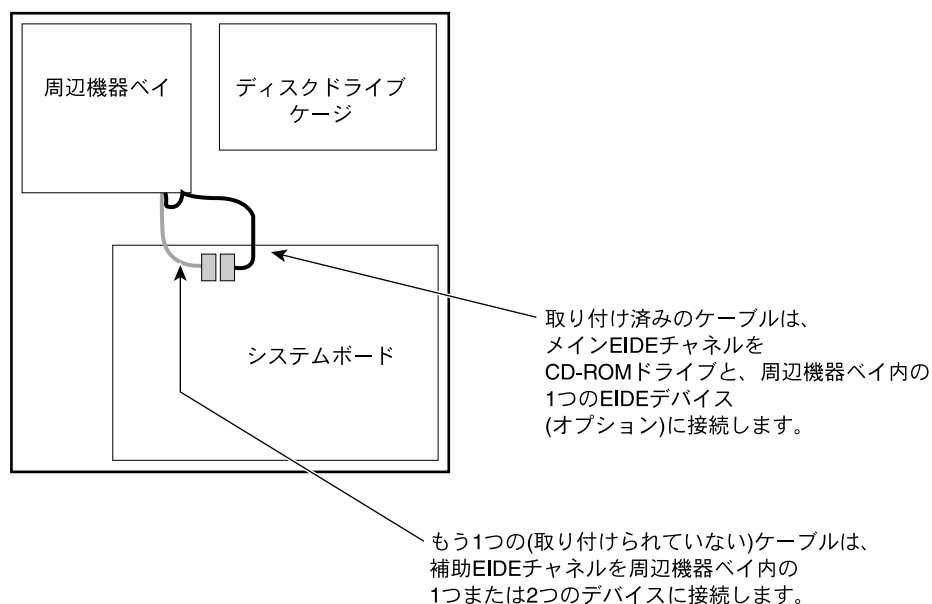 周辺機器ベイ
ディスクドライブ
ケージ
システムボード
取り付け済みのケーブルは、
メインEIDEチャネルを
CD-ROMドライブと、周辺機器ベイ内の
1つのEIDEデバイス
(オプション)に接続します。
もう1つの(取り付けられていない)ケーブルは、
補助EIDEチャネルを周辺機器ベイ内の
1つまたは2つのデバイスに接続します。